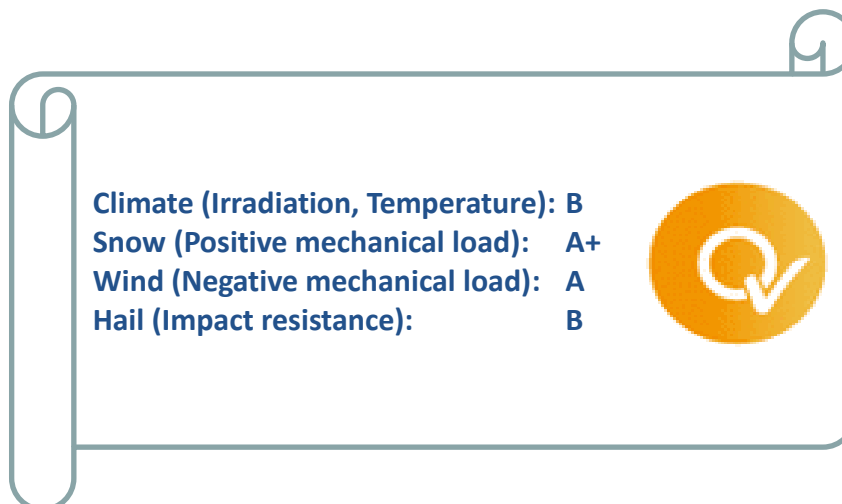 Climate (Irradiation, Temperature): B
Snow (Positive mechanical load): A+
Wind (Negative mechanical load): A
Hail (Impact resistance): B